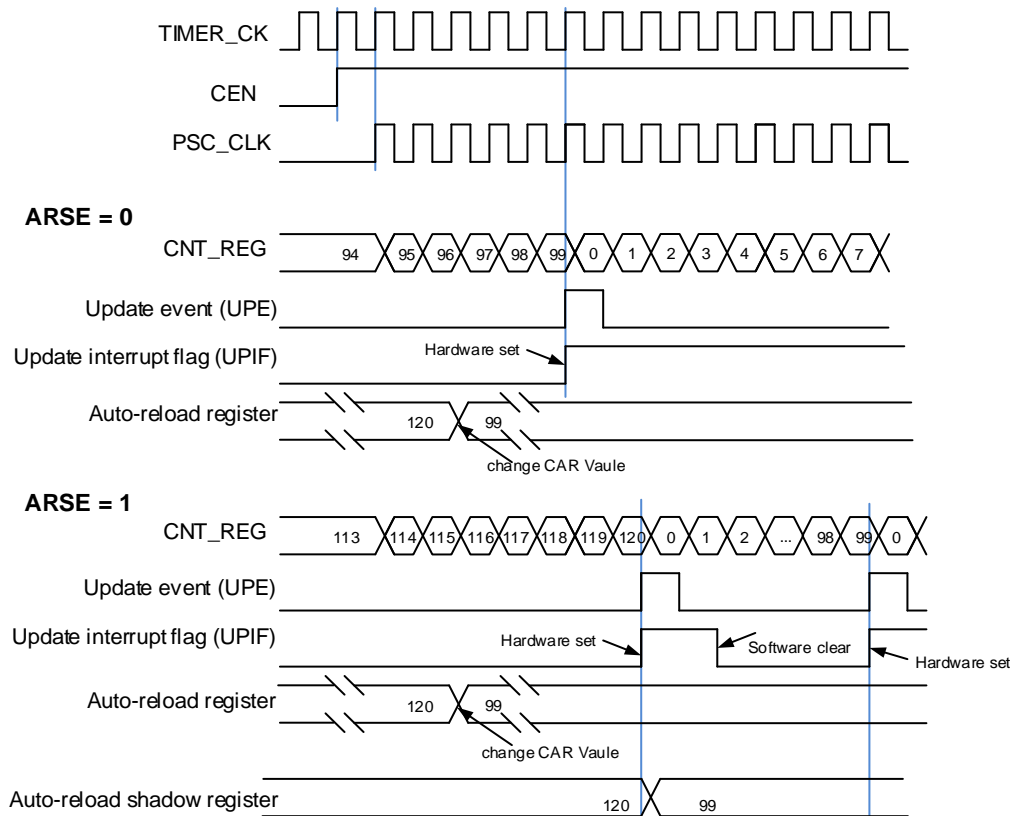 TIMER_CK
CEN
PSC_CLK
ARSE = 0
CNT_REG 94 95 96 97 98 99 0 1 2 3 4 5 6 7
Update event (UPE)
Update interrupt flag (UPIF) Hardware set
Auto-reload register 120 99
change CAR Vaule
ARSE = 1
CNT_REG 113 114 115 116 117 118 119 120 0 1 2 ... 98 99 0
Update event (UPE)
Update interrupt flag (UPIF) Hardware set Software clear Hardware set
Auto-reload register 120 99
change CAR Vaule
Auto-reload shadow register 120 99